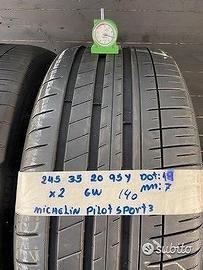 245 35 20 95Y DOT: 19
x2 GW 140 mm: 7
michelin pilot sport 3
subito